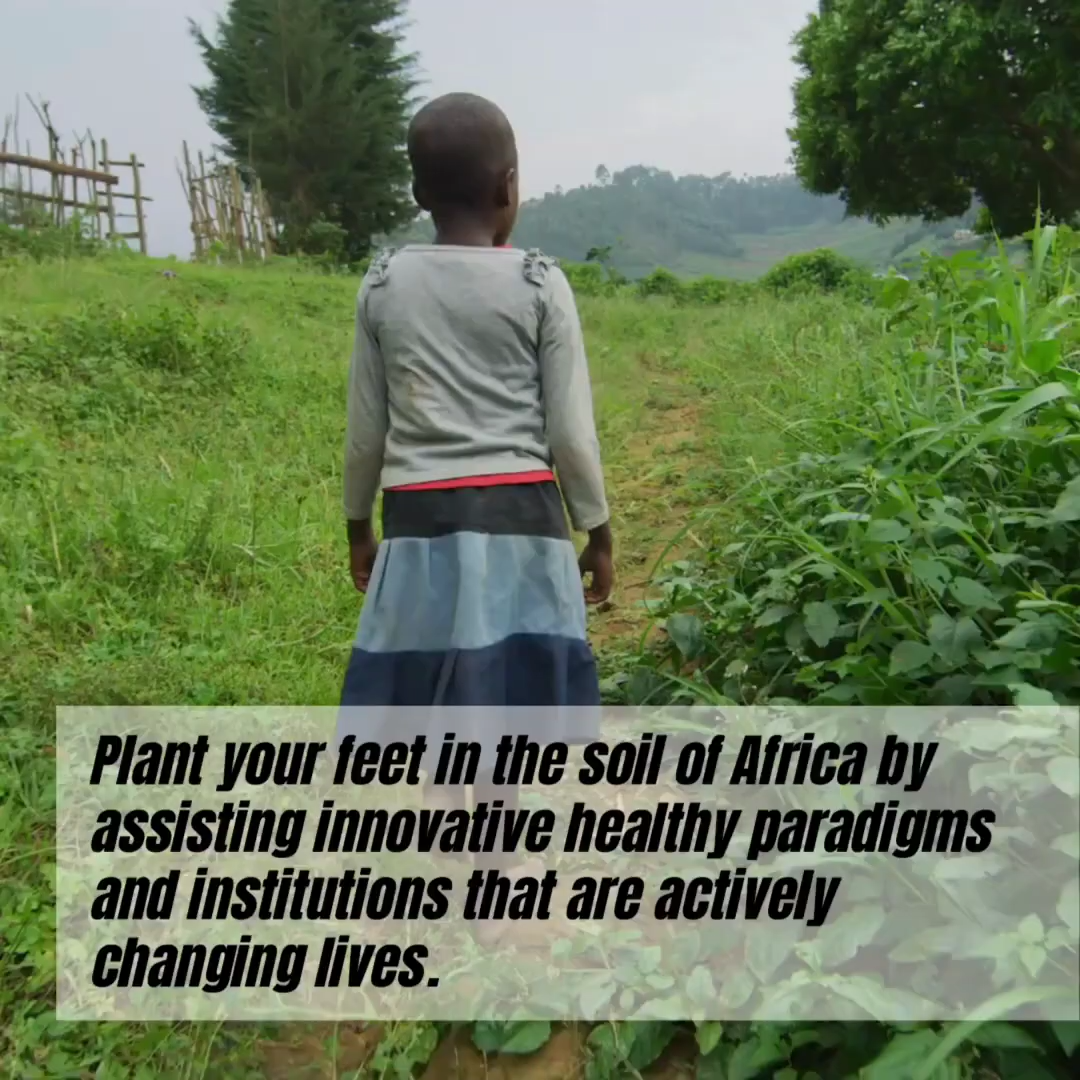 Plant your feet in the soil of Africa by
assisting innovative healthy paradigms
and institutions that are actively
changing lives.